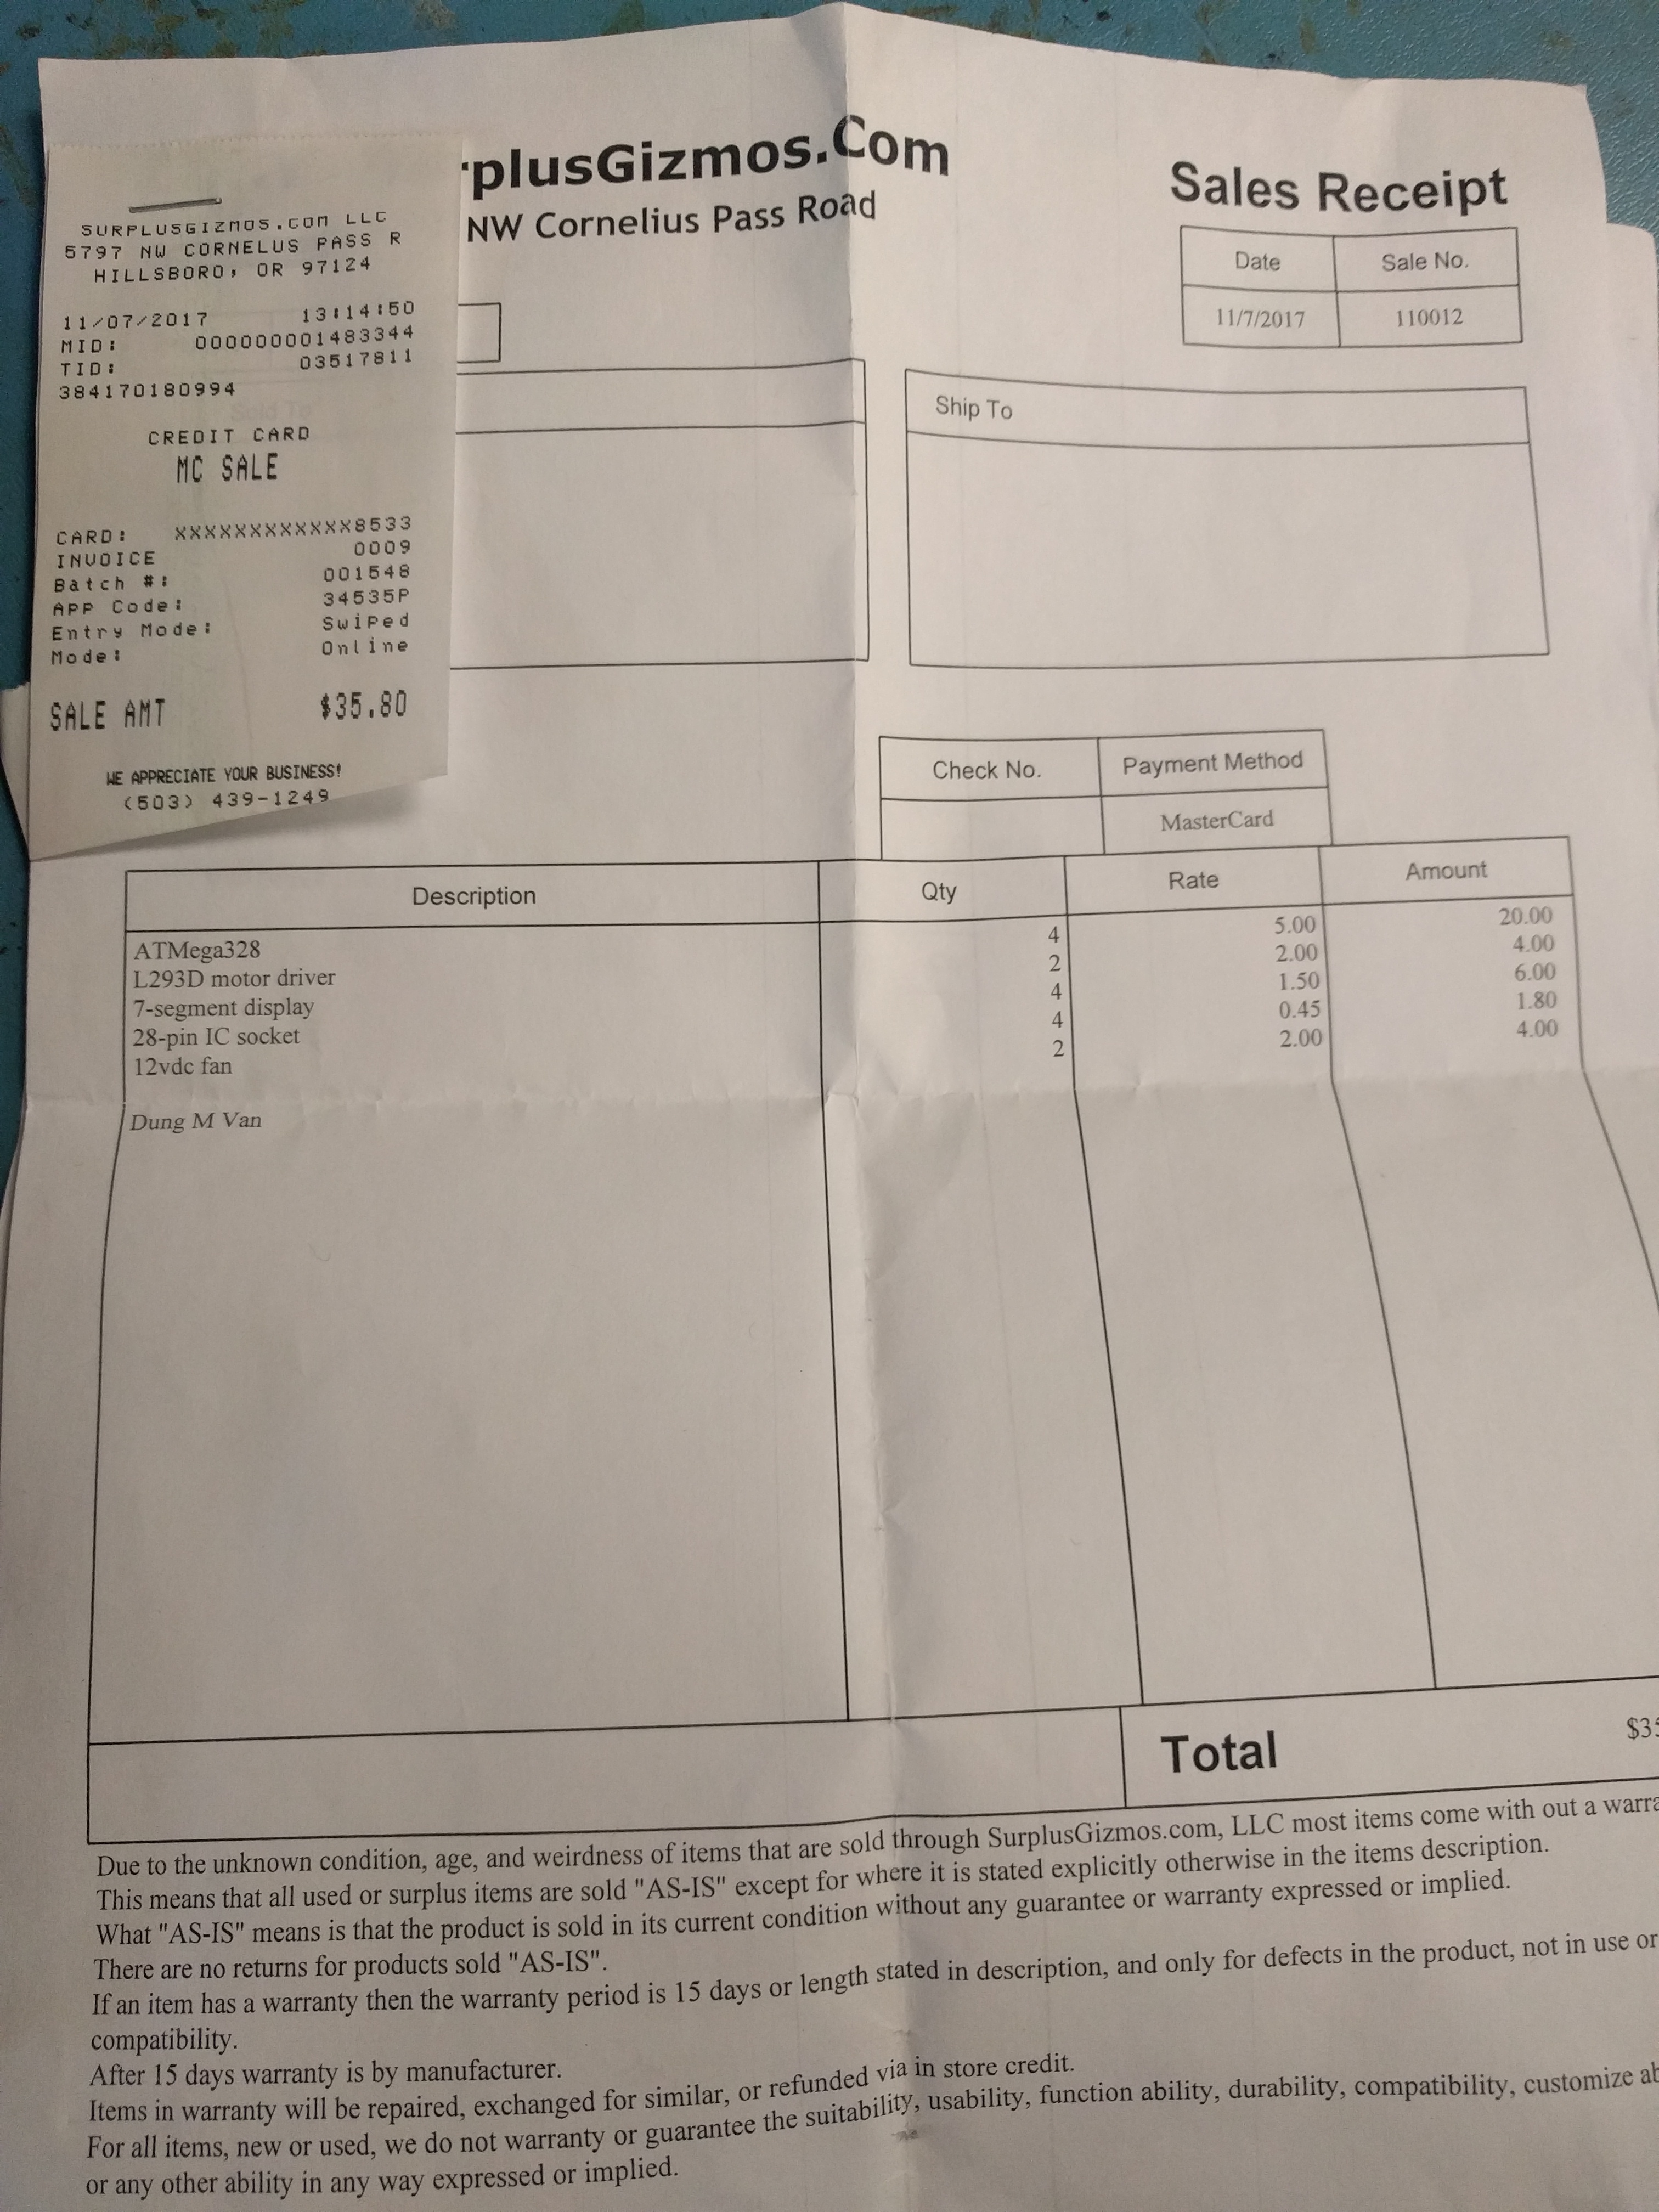 SURPLUSGIZMOS.COM LLC
5797 NW CORNELUS PASS R
HILLSBORO, OR 97124
11/07/2017 13:14:50
MID: 000000001483344
TID: 03517811
384170180994
CREDIT CARD
MC SALE
CARD: XXXXXXXXXXXX8533
INVOICE 0009
Batch #: 001548
APP Code: 34535P
Entry Mode: Swiped
Mode: Online
SALE AMT $35.80
WE APPRECIATE YOUR BUSINESS!
(503) 439-1249
rplusGizmos.Com
NW Cornelius Pass Road
Sales Receipt
Date Sale No.
11/7/2017 110012
Ship To
Check No. Payment Method
MasterCard
Description Qty Rate Amount
ATMega328 4 5.00 20.00
L293D motor driver 2 2.00 4.00
7-segment display 4 1.50 6.00
28-pin IC socket 4 0.45 1.80
12vdc fan 2 2.00 4.00
Dung M Van
Total $35
Due to the unknown condition, age, and weirdness of items that are sold through SurplusGizmos.com, LLC most items come with out a warra
This means that all used or surplus items are sold "AS-IS" except for where it is stated explicitly otherwise in the items description.
What "AS-IS" means is that the product is sold in its current condition without any guarantee or warranty expressed or implied.
There are no returns for products sold "AS-IS".
If an item has a warranty then the warranty period is 15 days or length stated in description, and only for defects in the product, not in use or
compatibility.
After 15 days warranty is by manufacturer.
Items in warranty will be repaired, exchanged for similar, or refunded via in store credit.
For all items, new or used, we do not warranty or guarantee the suitability, usability, function ability, durability, compatibility, customize ab
or any other ability in any way expressed or implied.